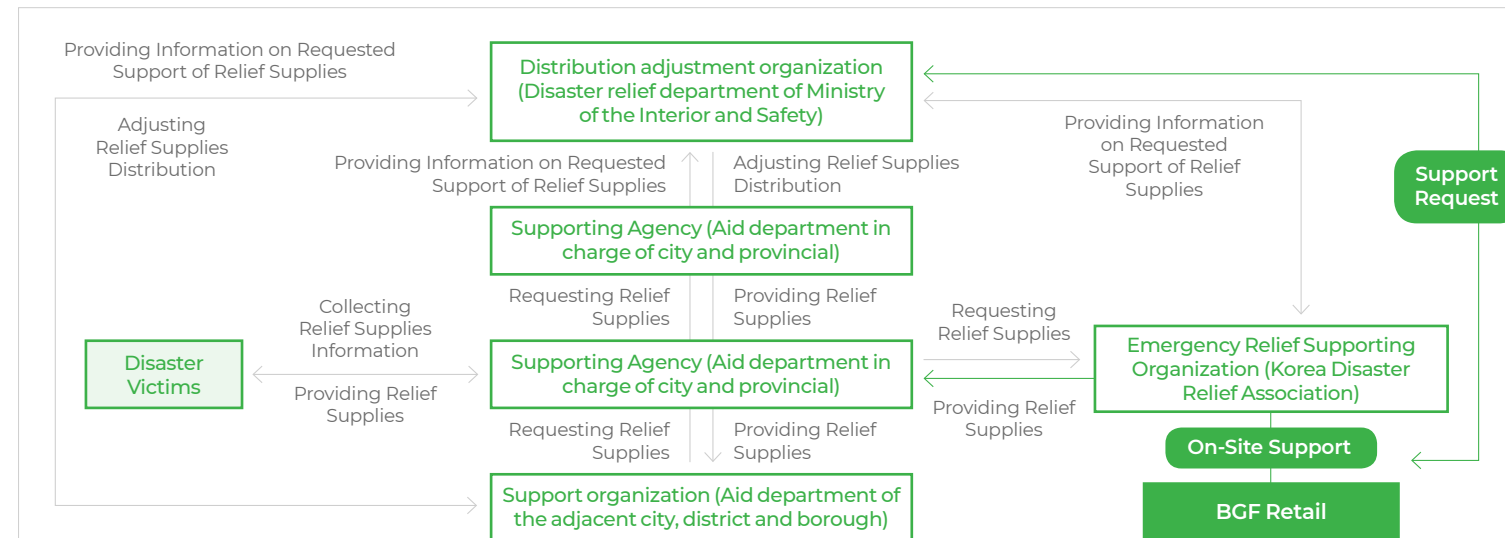 Providing Information on Requested
Support of Relief Supplies
Distribution adjustment organization
(Disaster relief department of Ministry
of the Interior and Safety)
Adjusting
Relief Supplies
Distribution
Providing Information on Requested
Support of Relief Supplies
Adjusting Relief Supplies
Distribution
Providing Information
on Requested
Support of Relief
Supplies
Support
Request
Supporting Agency (Aid department in
charge of city and provincial)
Requesting Relief
Supplies
Providing Relief
Supplies
Collecting
Relief Supplies
Information
Requesting
Relief Supplies
Disaster
Victims
Supporting Agency (Aid department in
charge of city and provincial)
Emergency Relief Supporting
Organization (Korea Disaster
Relief Association)
Providing Relief
Supplies
Providing Relief
Supplies
Requesting Relief
Supplies
Providing Relief
Supplies
On-Site Support
Support organization (Aid department of
the adjacent city, district and borough)
BGF Retail